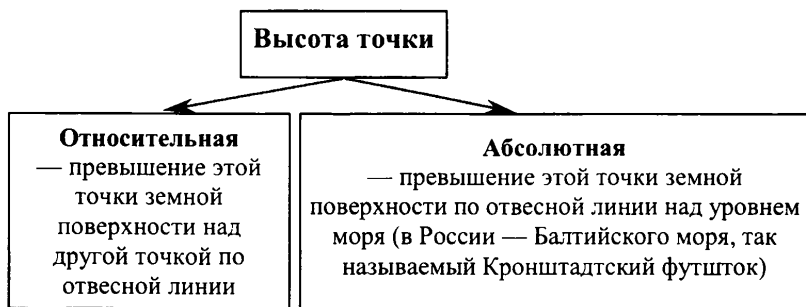 Высота точки
Относительная
— превышение этой
точки земной
поверхности над
другой точкой по
отвесной линии
Абсолютная
— превышение этой точки земной
поверхности по отвесной линии над уровнем
моря (в России — Балтийского моря, так
называемый Кронштадтский футшток)